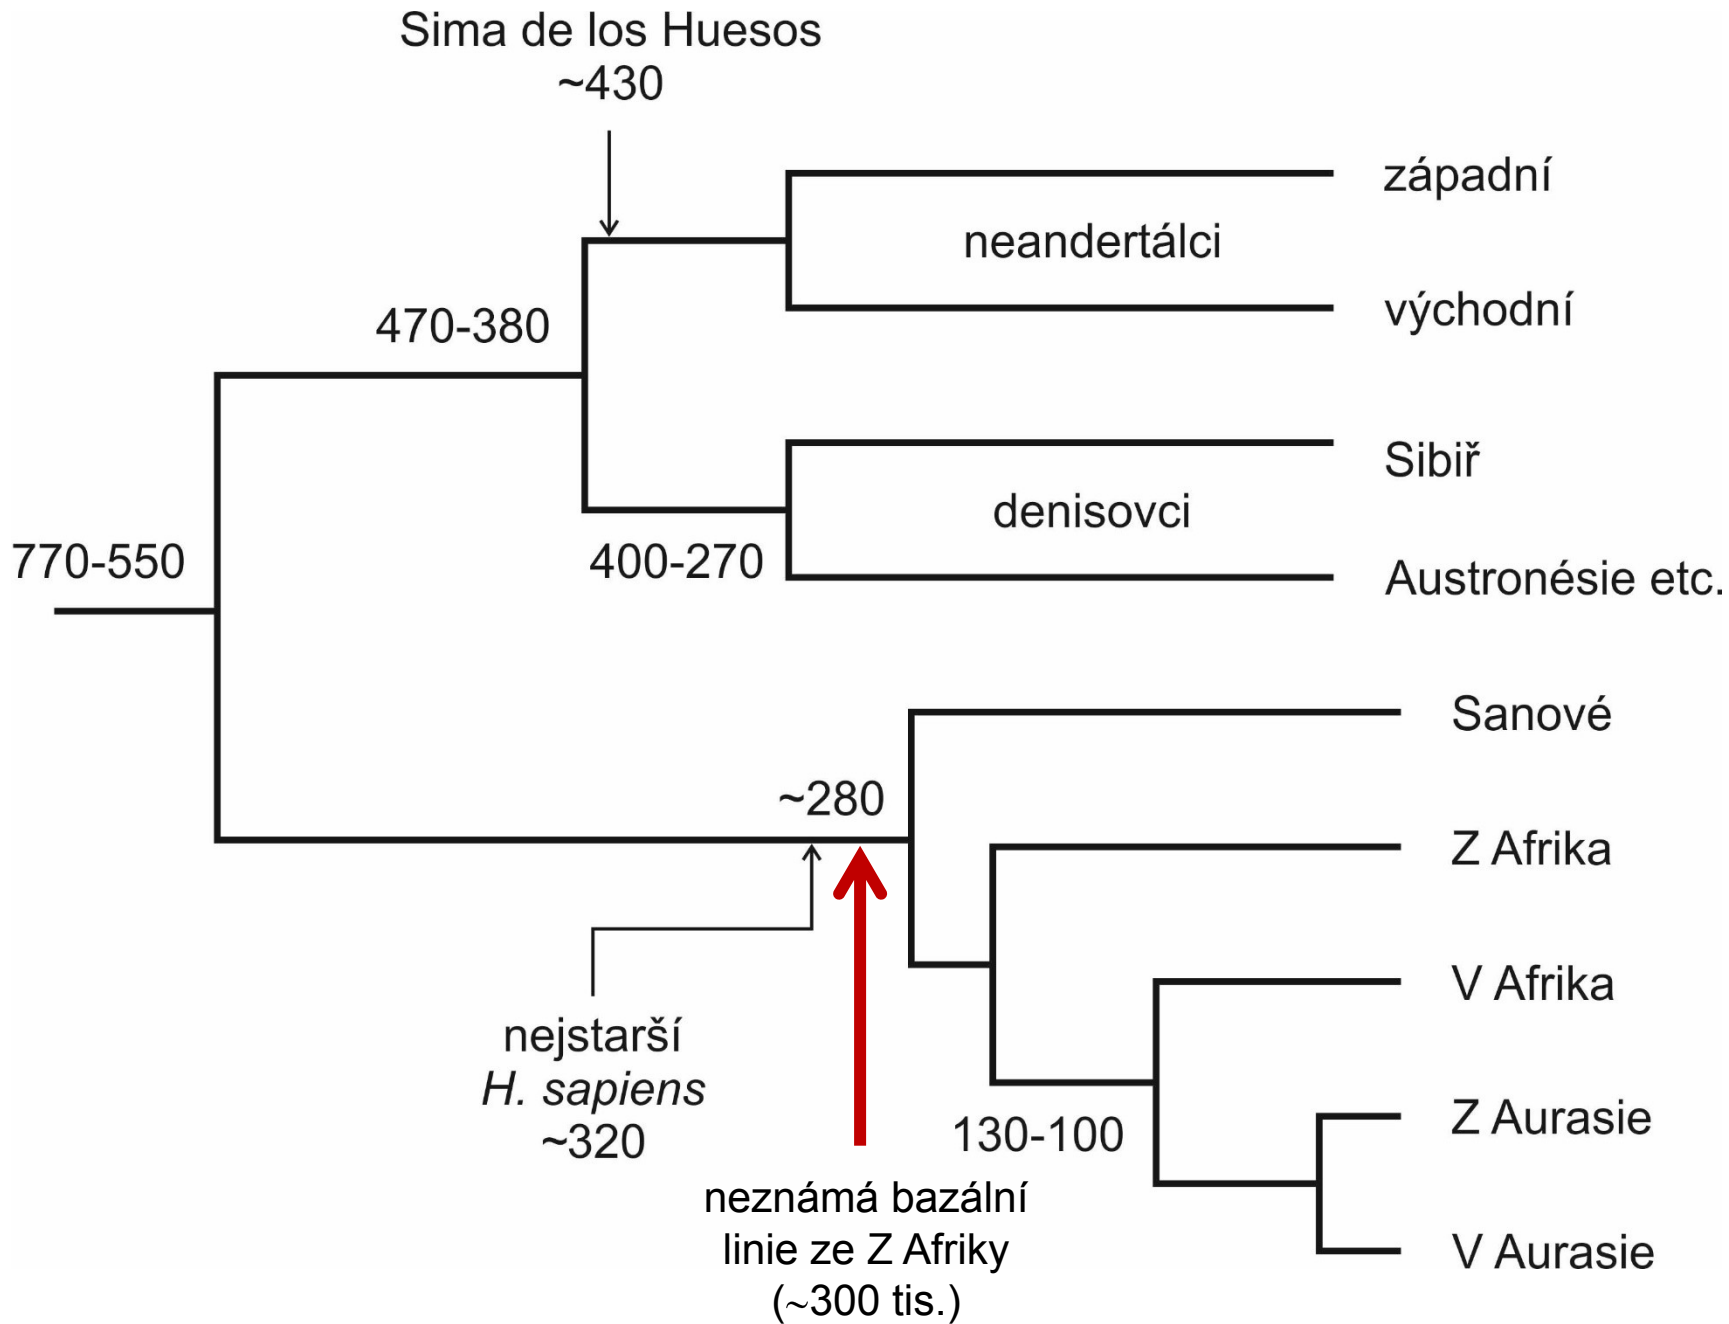 Sima de los Huesos
~430
západní
neandertálci
východní
470-380
Sibiř
denisovci
400-270
Austronésie etc.
770-550
Sanové
~280
Z Afrika
V Afrika
nejstarší
H. sapiens
~320
130-100
Z Aurasie
V Aurasie
neznámá bazální
linie ze Z Afriky
(~300 tis.)